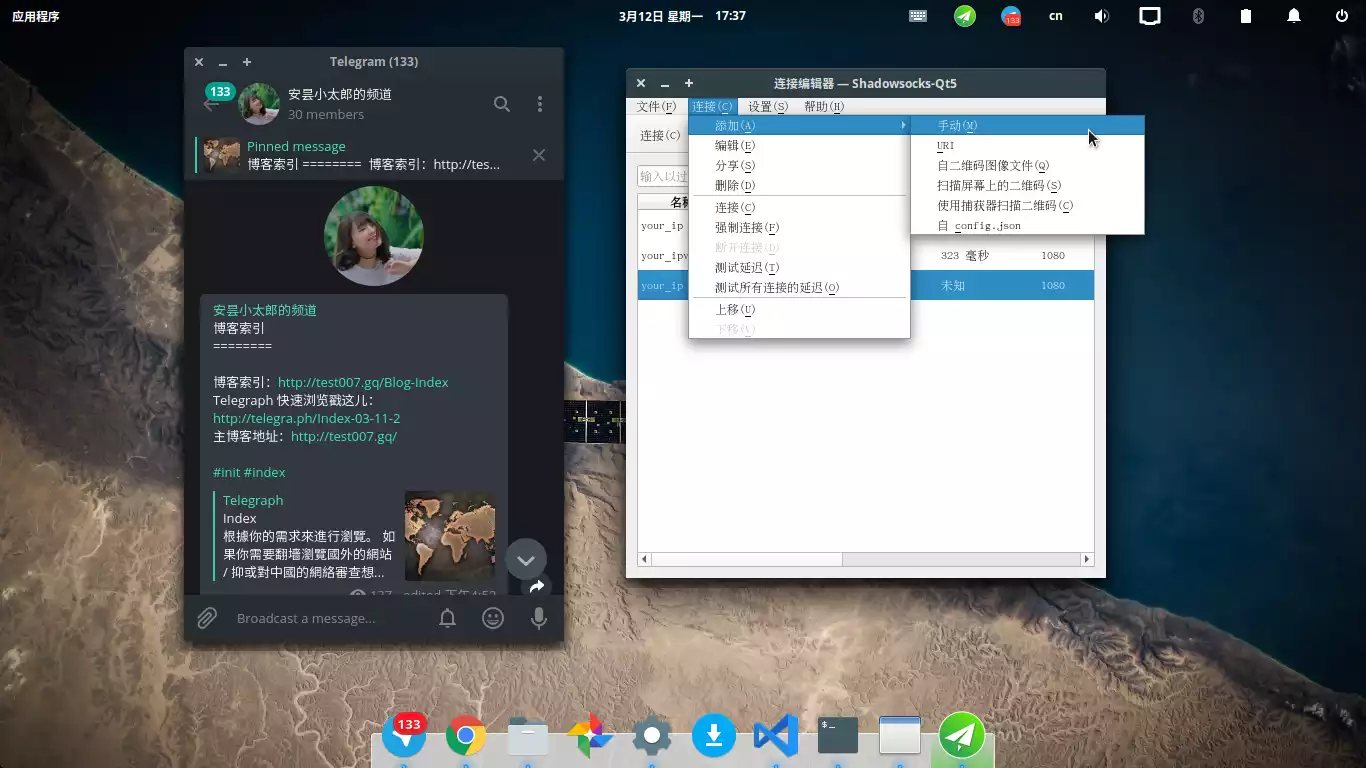 应用程序
3月12日 星期一 17:37
133
cn
Telegram (133)
133
安昙小太郎的频道
30 members
Pinned message
博客索引 ======== 博客索引：http://tes...
安昙小太郎的频道
博客索引
========
博客索引：http://test007.gq/Blog-Index
Telegraph 快速浏览戳这儿：
http://telegra.ph/Index-03-11-2
主博客地址：http://test007.gq/
#init #index
Telegraph
Index
根據你的需求來進行瀏覽。 如
果你需要翻墻瀏覽國外的網站
/ 抑或對中國的網絡審查想...
137 edited 下午4:52
Broadcast a message...
连接编辑器 — Shadowsocks-Qt5
文件(F) 连接(C) 设置(S) 帮助(H)
连接(C)
输入以过
名称
your_ip
your_ipv
323 毫秒 1080
your_ip
未知 1080
添加(A)
编辑(E)
分享(S)
删除(D)
连接(C)
强制连接(F)
断开连接(D)
测试延迟(T)
测试所有连接的延迟(O)
上移(U)
下移(V)
手动(M)
URI
自二维码图像文件(Q)
扫描屏幕上的二维码(S)
使用捕获器扫描二维码(C)
自 config.json
133
$_